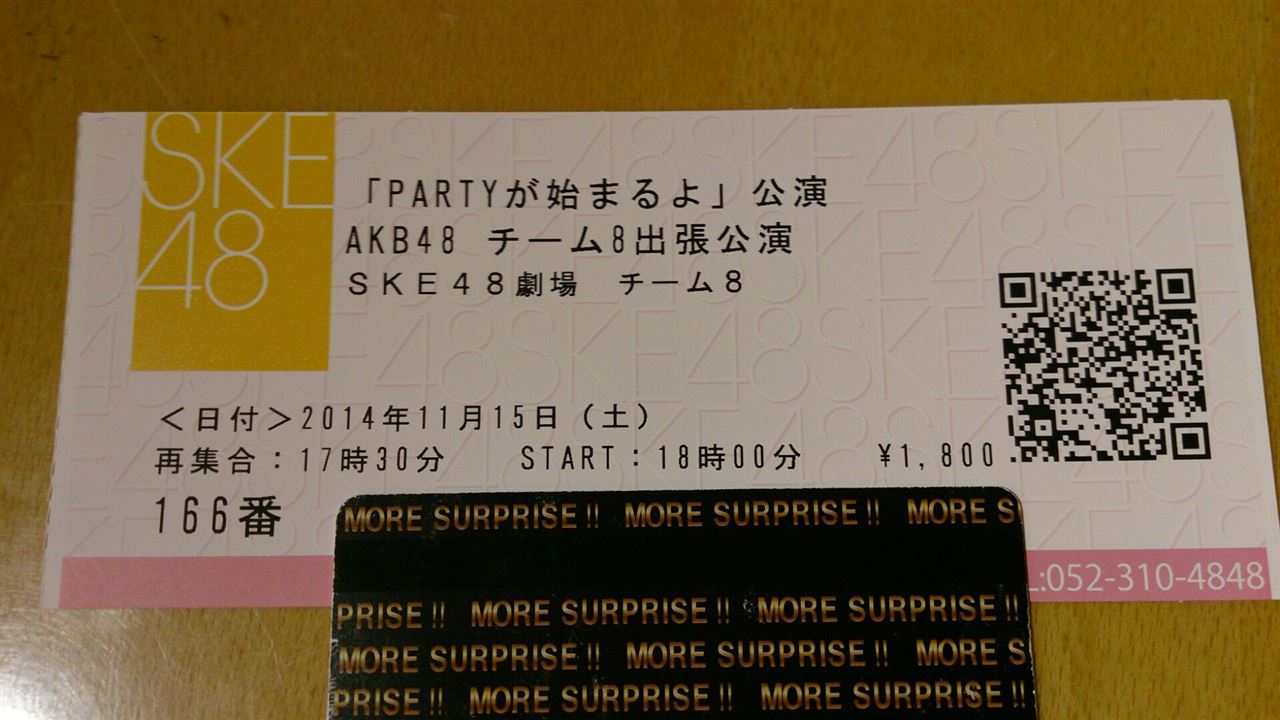 SKE
48
「PARTYが始まるよ」公演
AKB48 チーム8出張公演
SKE48劇場 チーム8
＜日付＞2014年11月15日（土）
再集合：17時30分 START：18時00分 ¥1,800
166番
:052-310-4848
MORE SURPRISE!! MORE SURPRISE!! MORE S
PRISE!! MORE SURPRISE!! MORE SURPRISE!!
MORE SURPRISE!! MORE SURPRISE!! MORE S
PRISE!! MORE SURPRISE!! MORE SURPRISE!!